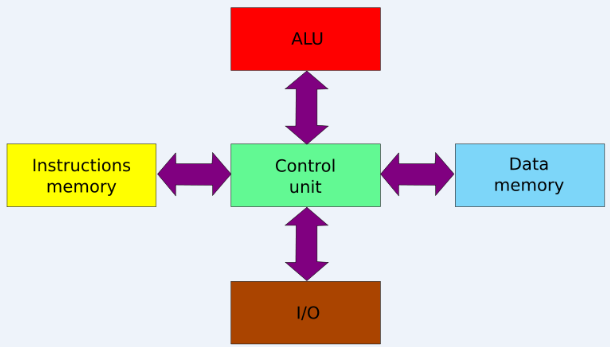 ALU
Instructions
memory
Control
unit
Data
memory
I/O